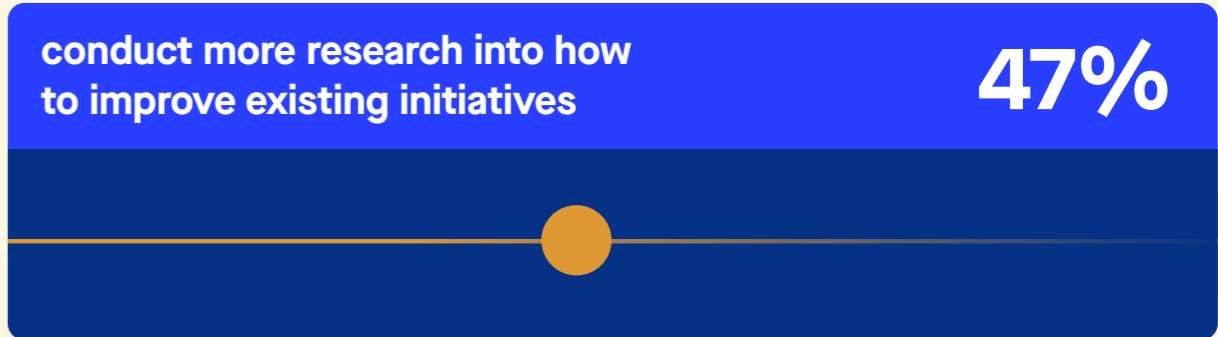 conduct more research into how
to improve existing initiatives
47%